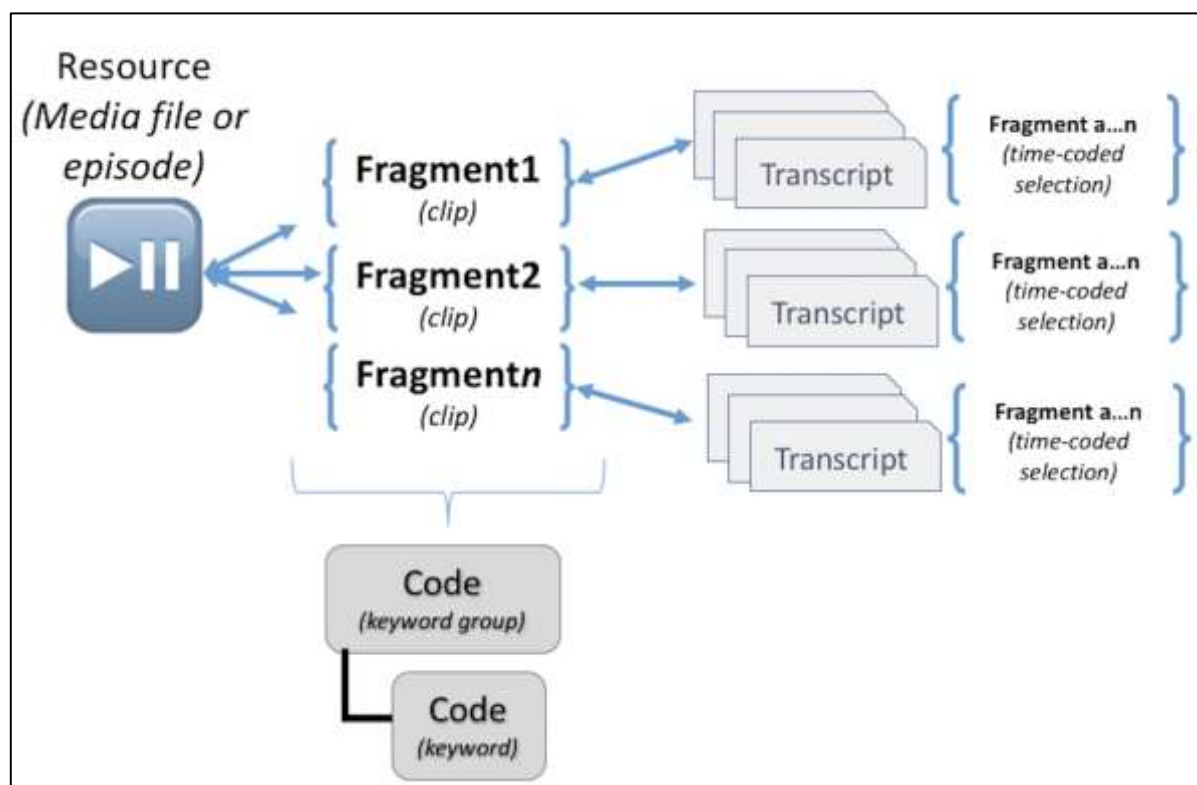 Resource
(Media file or
episode)
Fragment1
(clip)
Fragment2
(clip)
Fragmentn
(clip)
Transcript
Fragment a...n
(time-coded
selection)
Transcript
Fragment a...n
(time-coded
selection)
Transcript
Fragment a...n
(time-coded
selection)
Code
(keyword group)
Code
(keyword)